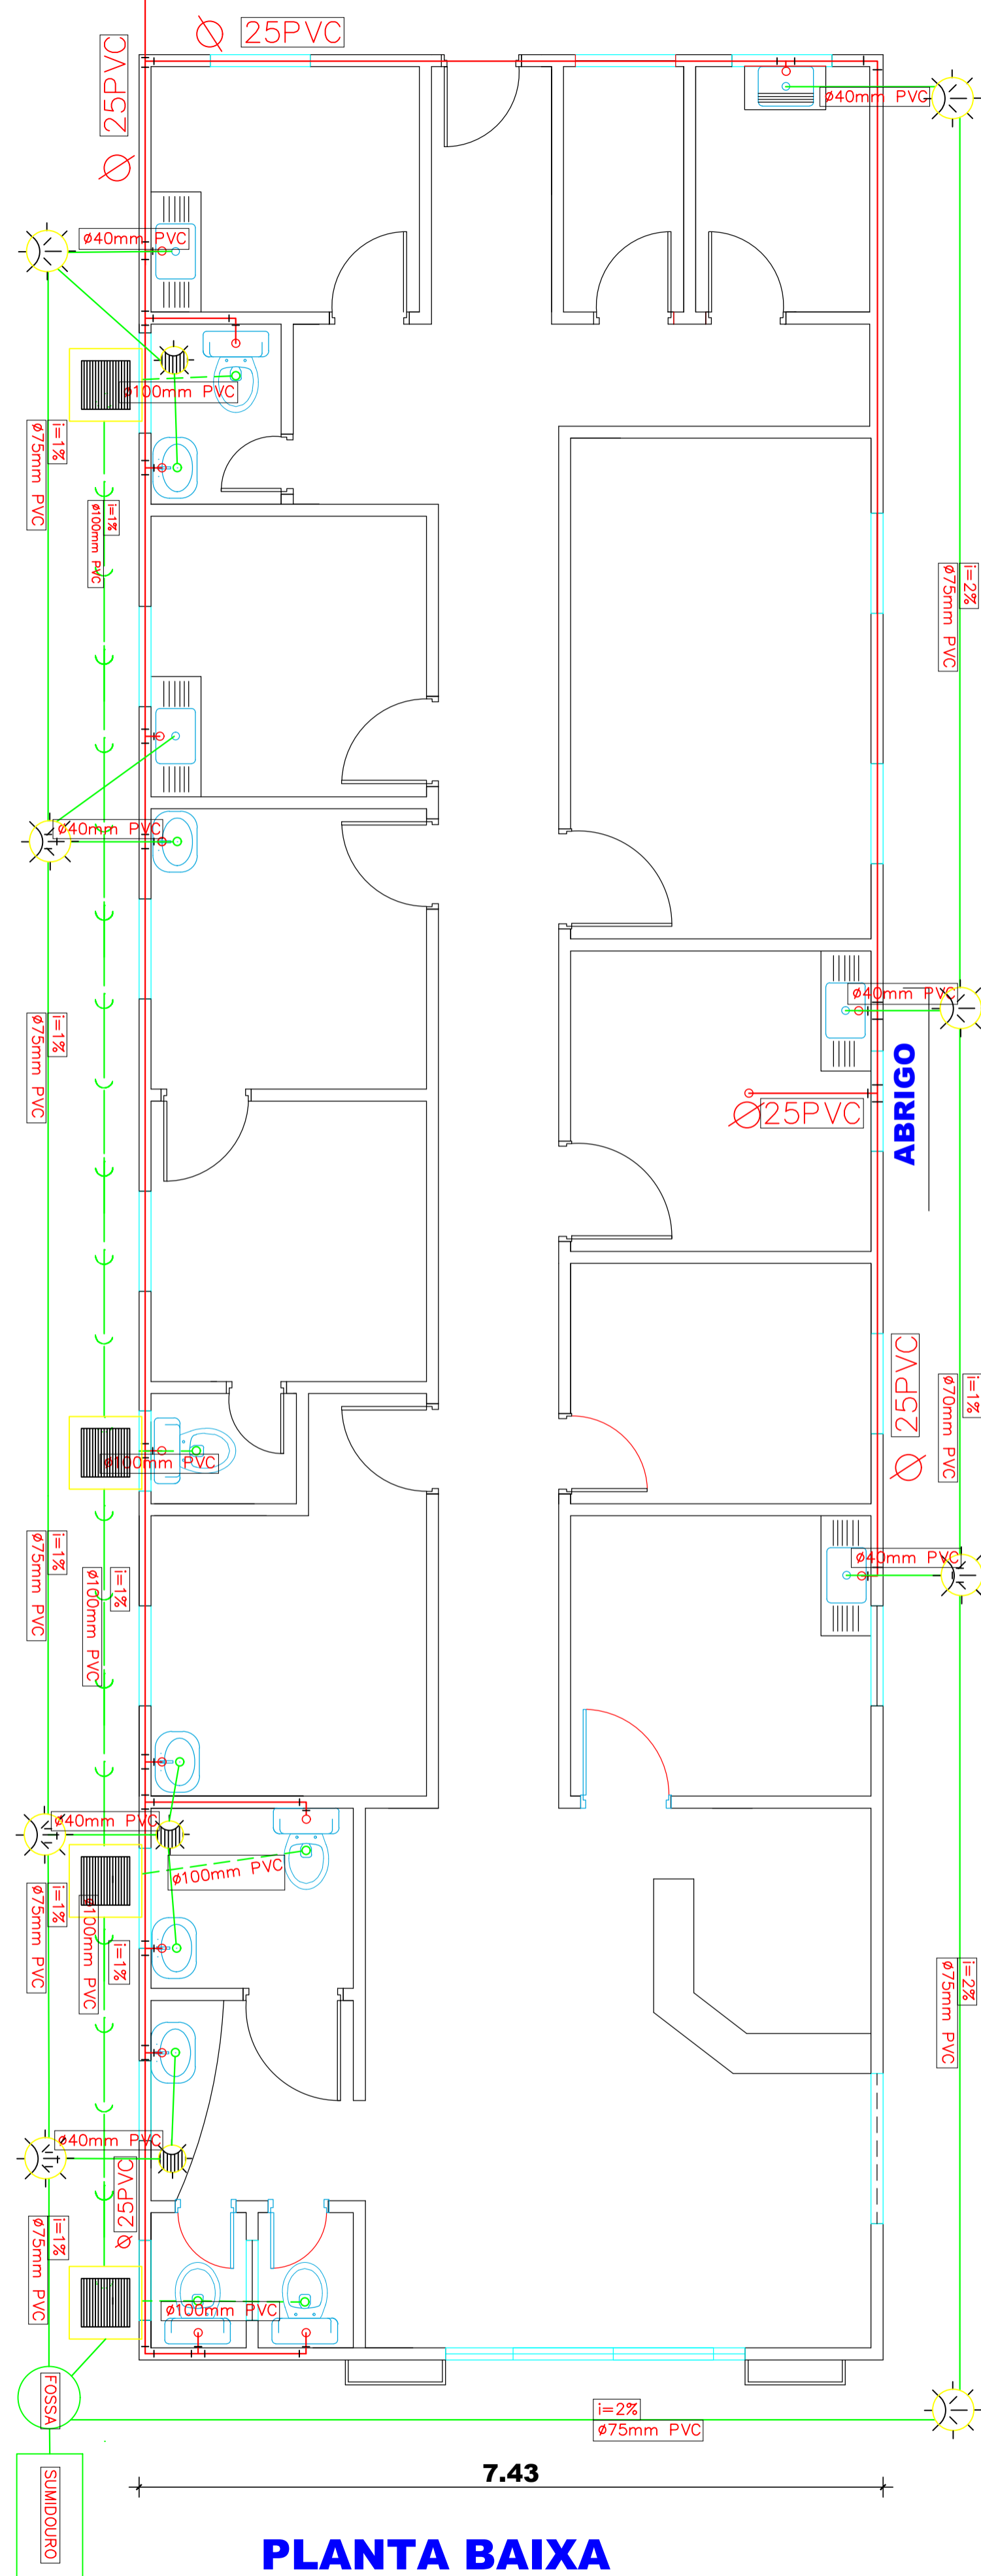 Ø 25PVC
Ø 25PVC
ø40mm PVC
ø40mm PVC
ø100mm PVC
i=1%
ø75mm PVC
i=1%
ø100mm PVC
i=2%
ø75mm PVC
ø40mm PVC
ø40mm PVC
i=1%
ø75mm PVC
ABRIGO
Ø25PVC
Ø 25PVC
i=1%
ø70mm PVC
ø100mm PVC
i=1%
ø75mm PVC
i=1%
ø100mm PVC
ø40mm PVC
ø40mm PVC
ø100mm PVC
i=1%
ø75mm PVC
ø100mm PVC
i=1%
i=2%
ø75mm PVC
ø40mm PVC
Ø 25PVC
i=1%
ø75mm PVC
ø100mm PVC
FOSSA
i=2%
ø75mm PVC
SUMIDOURO
7.43
PLANTA BAIXA